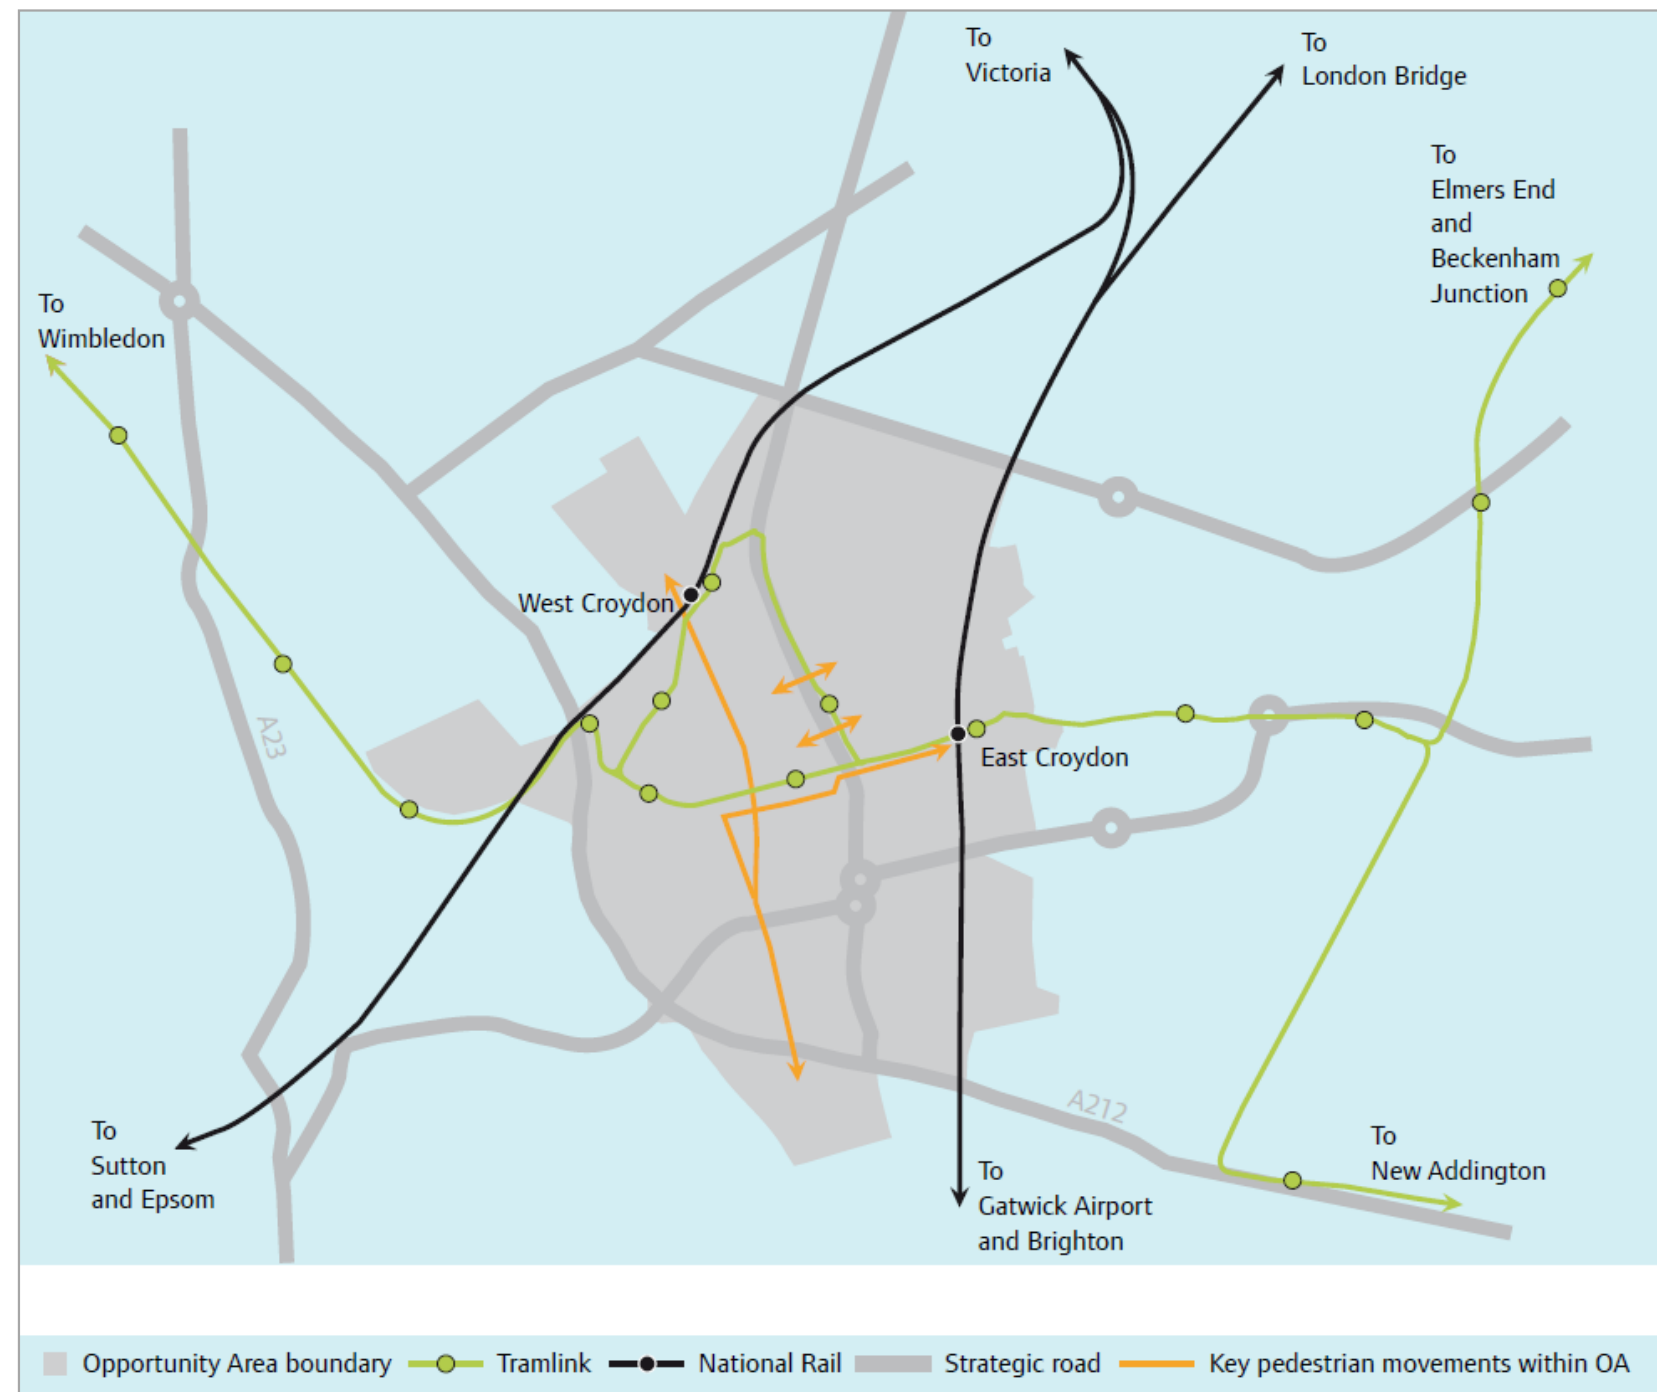 To
Victoria
To
London Bridge
To
Elmers End
and
Beckenham
Junction
To
Wimbledon
West Croydon
A23
East Croydon
A212
To
Sutton
and Epsom
To
Gatwick Airport
and Brighton
To
New Addington
Opportunity Area boundary
Tramlink
National Rail
Strategic road
Key pedestrian movements within OA